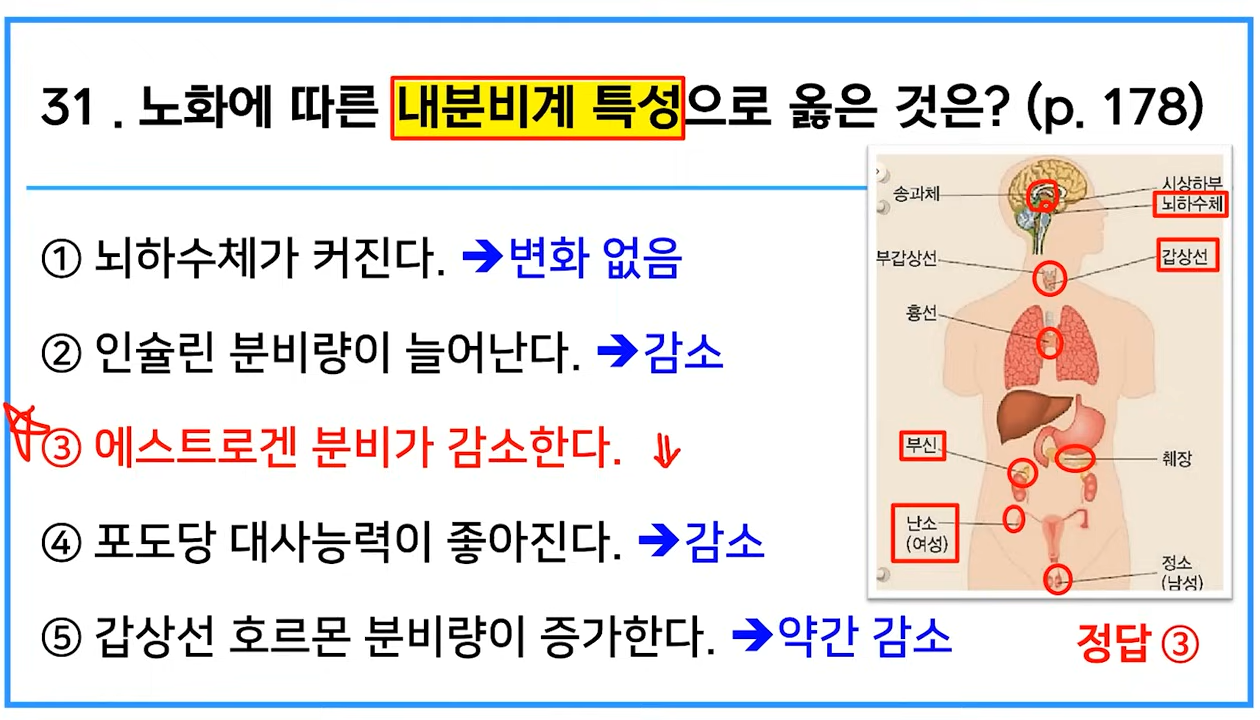 31. 노화에 따른 내분비계 특성으로 옳은 것은? (p. 178)
① 뇌하수체가 커진다. ➔변화 없음
② 인슐린 분비량이 늘어난다. ➔감소
③ 에스트로겐 분비가 감소한다.
④ 포도당 대사능력이 좋아진다. ➔감소
⑤ 갑상선 호르몬 분비량이 증가한다. ➔약간 감소
송과체
시상하부
뇌하수체
부갑상선
갑상선
흉선
부신
췌장
난소
(여성)
정소
(남성)
정답 ③